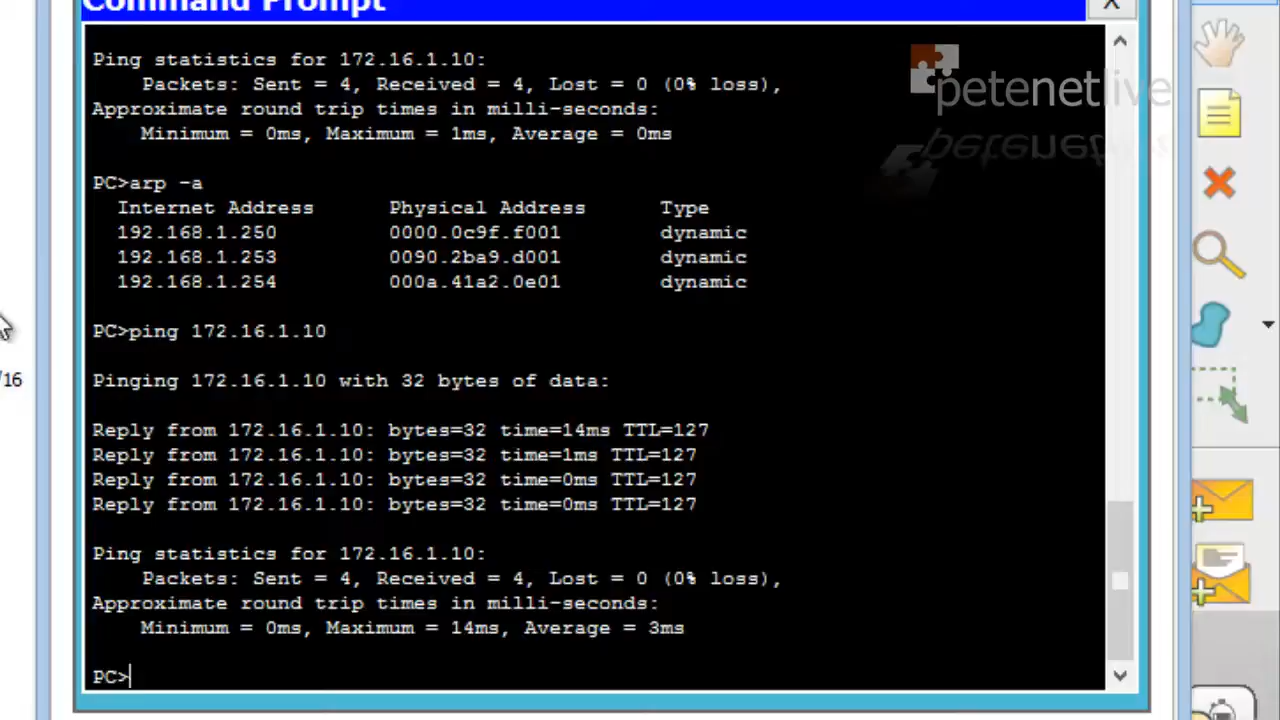 Command Prompt
X
Ping statistics for 172.16.1.10:
Packets: Sent = 4, Received = 4, Lost = 0 (0% loss),
Approximate round trip times in milli-seconds:
Minimum = 0ms, Maximum = 1ms, Average = 0ms
petenetlive
PC>arp -a
Internet Address Physical Address Type
192.168.1.250 0000.0c9f.f001 dynamic
192.168.1.253 0090.2ba9.d001 dynamic
192.168.1.254 000a.41a2.0e01 dynamic
PC>ping 172.16.1.10
/16
Pinging 172.16.1.10 with 32 bytes of data:
Reply from 172.16.1.10: bytes=32 time=14ms TTL=127
Reply from 172.16.1.10: bytes=32 time=1ms TTL=127
Reply from 172.16.1.10: bytes=32 time=0ms TTL=127
Reply from 172.16.1.10: bytes=32 time=0ms TTL=127
Ping statistics for 172.16.1.10:
Packets: Sent = 4, Received = 4, Lost = 0 (0% loss),
Approximate round trip times in milli-seconds:
Minimum = 0ms, Maximum = 14ms, Average = 3ms
PC>